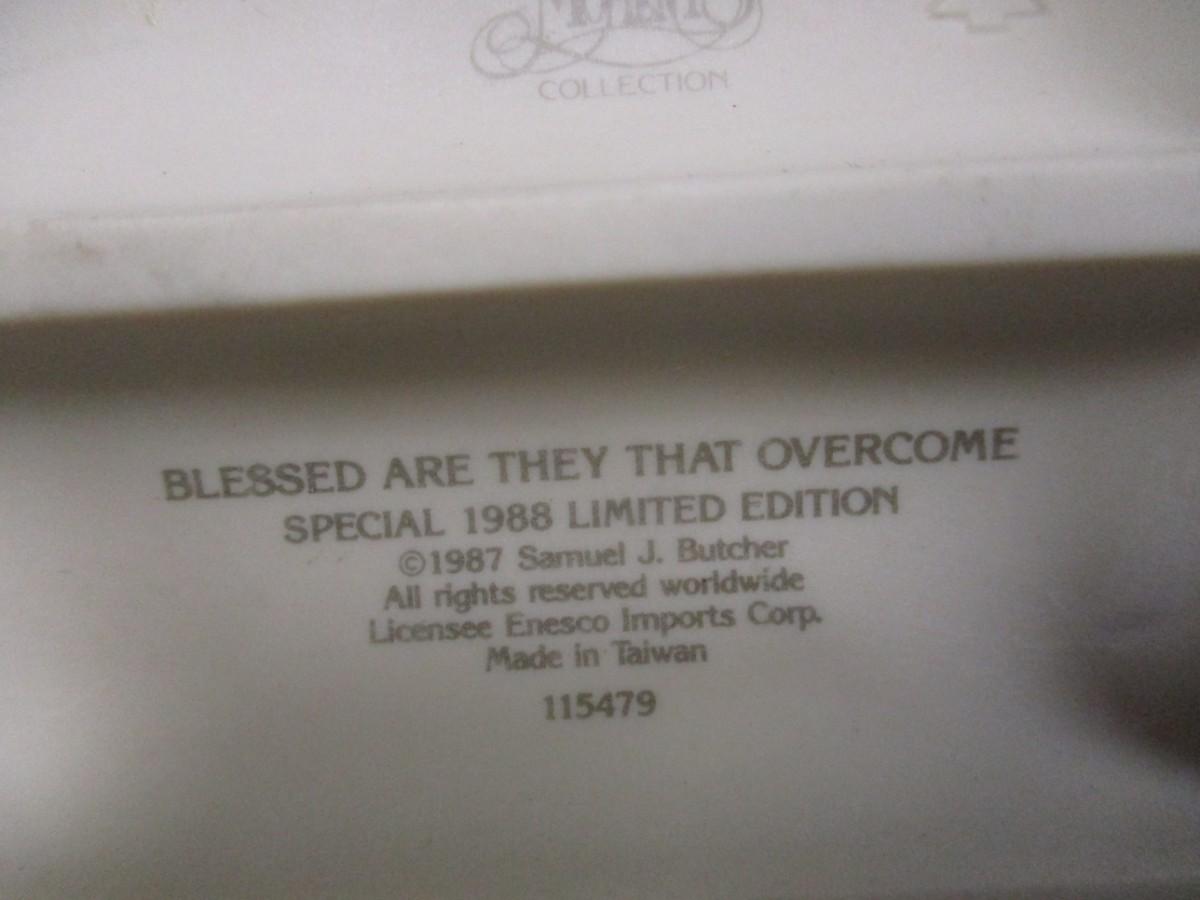 COLLECTION
BLESSED ARE THEY THAT OVERCOME
SPECIAL 1988 LIMITED EDITION
©1987 Samuel J. Butcher
All rights reserved worldwide
Licensee Enesco Imports Corp.
Made in Taiwan
115479